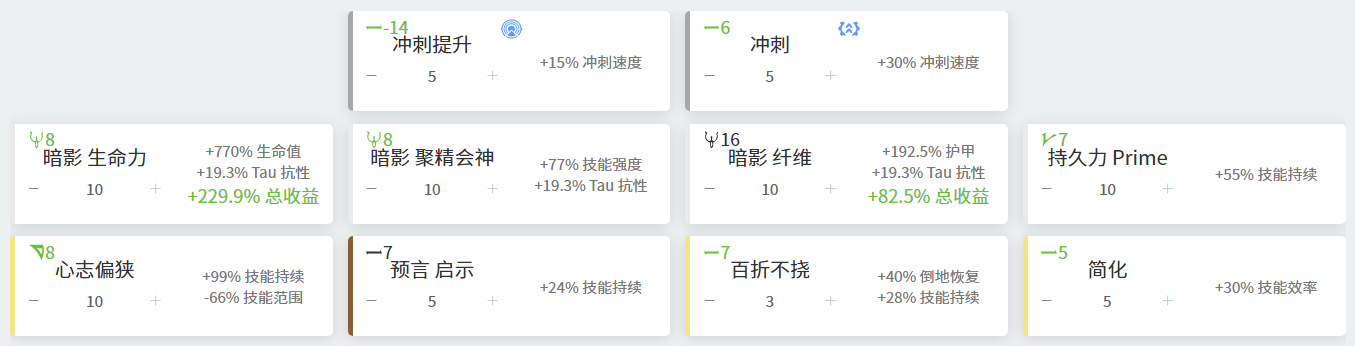 -14
冲刺提升
− 5 +
+15% 冲刺速度
6
冲刺
− 5 +
+30% 冲刺速度
8
暗影 生命力
− 10 +
+770% 生命值
+19.3% Tau 抗性
+229.9% 总收益
8
暗影 聚精会神
− 10 +
+77% 技能强度
+19.3% Tau 抗性
16
暗影 纤维
− 10 +
+192.5% 护甲
+19.3% Tau 抗性
+82.5% 总收益
7
持久力 Prime
− 10 +
+55% 技能持续
8
心志偏狭
− 10 +
+99% 技能持续
-66% 技能范围
7
预言 启示
− 5 +
+24% 技能持续
7
百折不挠
− 3 +
+40% 倒地恢复
+28% 技能持续
5
简化
− 5 +
+30% 技能效率